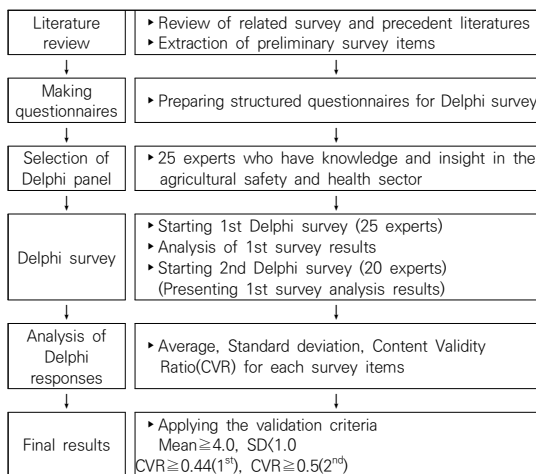 Literature
review
▸ Review of related survey and precedent literatures
▸ Extraction of preliminary survey items
Making
questionnaires
▸ Preparing structured questionnaires for Delphi survey
Selection of
Delphi panel
▸ 25 experts who have knowledge and insight in the
agricultural safety and health sector
Delphi survey
▸ Starting 1st Delphi survey (25 experts)
▸ Analysis of 1st survey results
▸ Starting 2nd Delphi survey (20 experts)
(Presenting 1st survey analysis results)
Analysis of
Delphi
responses
▸ Average, Standard deviation, Content Validity
Ratio(CVR) for each survey items
Final results
▸ Applying the validation criteria
Mean≧4.0, SD<1.0
CVR≧0.44(1st), CVR≧0.5(2nd)